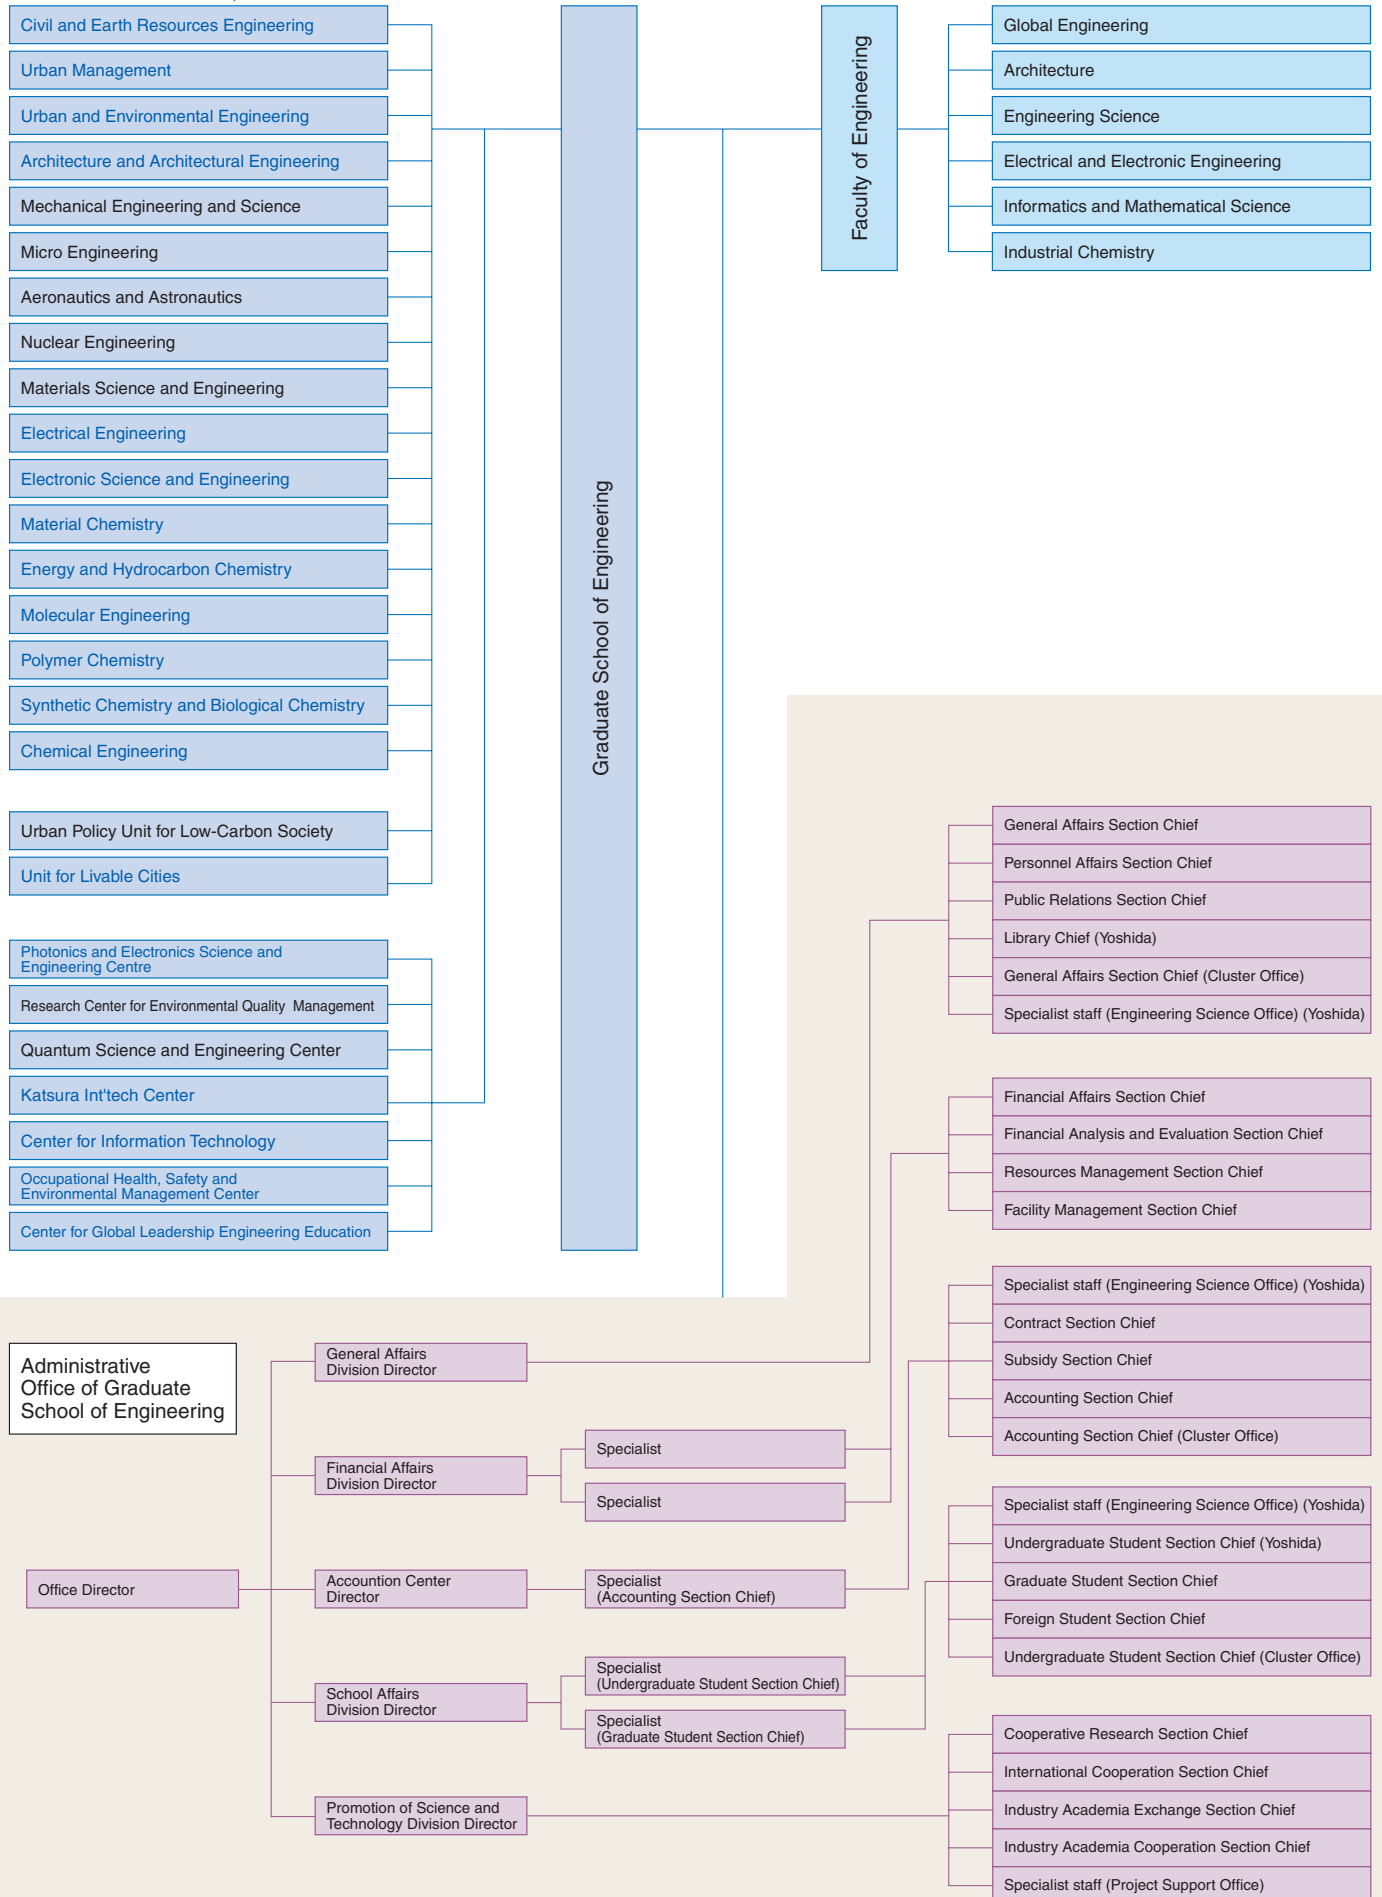 Civil and Earth Resources Engineering
Urban Management
Urban and Environmental Engineering
Architecture and Architectural Engineering
Mechanical Engineering and Science
Micro Engineering
Aeronautics and Astronautics
Nuclear Engineering
Materials Science and Engineering
Electrical Engineering
Electronic Science and Engineering
Material Chemistry
Energy and Hydrocarbon Chemistry
Molecular Engineering
Polymer Chemistry
Synthetic Chemistry and Biological Chemistry
Chemical Engineering
Urban Policy Unit for Low-Carbon Society
Unit for Livable Cities
Photonics and Electronics Science and
Engineering Centre
Research Center for Environmental Quality Management
Quantum Science and Engineering Center
Katsura Int'tech Center
Center for Information Technology
Occupational Health, Safety and
Environmental Management Center
Center for Global Leadership Engineering Education
Graduate School of Engineering
Faculty of Engineering
Global Engineering
Architecture
Engineering Science
Electrical and Electronic Engineering
Informatics and Mathematical Science
Industrial Chemistry
Administrative
Office of Graduate
School of Engineering
Office Director
General Affairs
Division Director
Financial Affairs
Division Director
Accountion Center
Director
School Affairs
Division Director
Promotion of Science and
Technology Division Director
Specialist
Specialist
Specialist
(Accounting Section Chief)
Specialist
(Undergraduate Student Section Chief)
Specialist
(Graduate Student Section Chief)
General Affairs Section Chief
Personnel Affairs Section Chief
Public Relations Section Chief
Library Chief (Yoshida)
General Affairs Section Chief (Cluster Office)
Specialist staff (Engineering Science Office) (Yoshida)
Financial Affairs Section Chief
Financial Analysis and Evaluation Section Chief
Resources Management Section Chief
Facility Management Section Chief
Specialist staff (Engineering Science Office) (Yoshida)
Contract Section Chief
Subsidy Section Chief
Accounting Section Chief
Accounting Section Chief (Cluster Office)
Specialist staff (Engineering Science Office) (Yoshida)
Undergraduate Student Section Chief (Yoshida)
Graduate Student Section Chief
Foreign Student Section Chief
Undergraduate Student Section Chief (Cluster Office)
Cooperative Research Section Chief
International Cooperation Section Chief
Industry Academia Exchange Section Chief
Industry Academia Cooperation Section Chief
Specialist staff (Project Support Office)